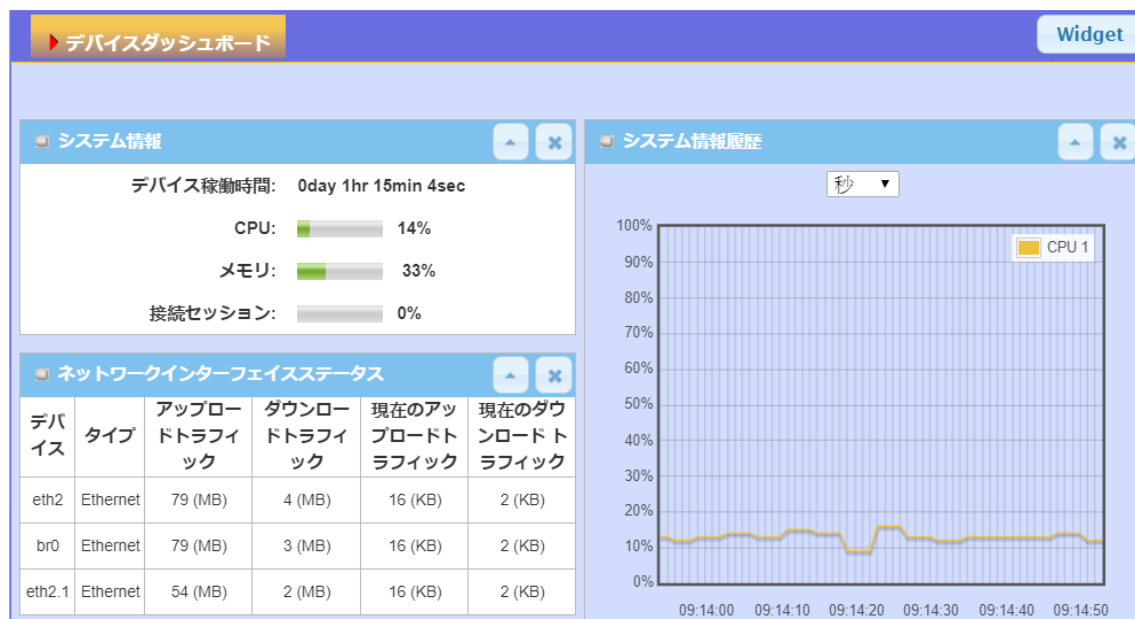 デバイスダッシュボード
Widget
システム情報
デバイス稼働時間: 0day 1hr 15min 4sec
CPU: 14%
メモリ: 33%
接続セッション: 0%
ネットワークインターフェイスステータス
デバ
イス
タイプ
アップロー
ドトラフィ
ック
ダウンロー
ドトラフィ
ック
現在のアッ
プロードト
ラフィック
現在のダウ
ンロード ト
ラフィック
eth2 Ethernet 79 (MB) 4 (MB) 16 (KB) 2 (KB)
br0 Ethernet 79 (MB) 3 (MB) 16 (KB) 2 (KB)
eth2.1 Ethernet 54 (MB) 2 (MB) 16 (KB) 2 (KB)
システム情報履歴
秒
CPU 1
100%
90%
80%
70%
60%
50%
40%
30%
20%
10%
0%
09:14:00 09:14:10 09:14:20 09:14:30 09:14:40 09:14:50